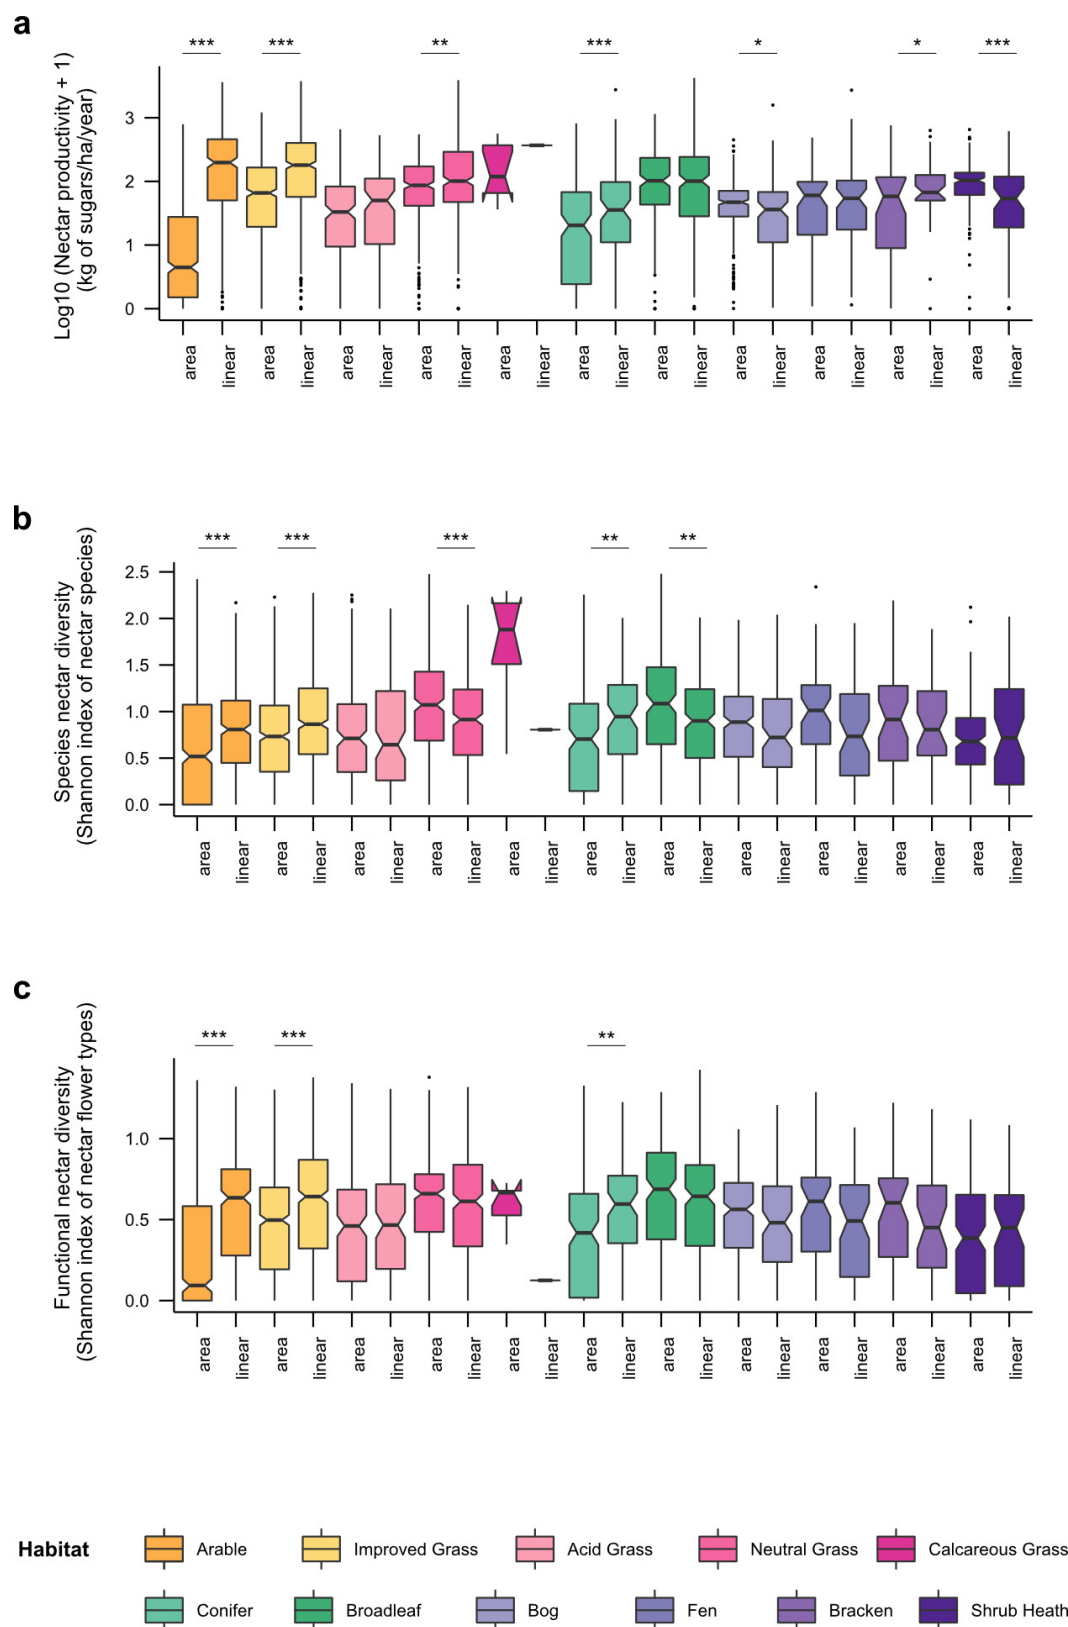 a
Log10 (Nectar productivity + 1)
(kg of sugars/ha/year)
*** *** ** *** * * ***
3
2
1
0
area linear area linear area linear area linear area linear area linear area linear area linear area linear area linear area linear
b
Species nectar diversity
(Shannon index of nectar species)
*** *** *** ** **
2.5
2.0
1.5
1.0
0.5
0.0
area linear area linear area linear area linear area linear area linear area linear area linear area linear area linear area linear
c
Functional nectar diversity
(Shannon index of nectar flower types)
*** *** **
1.0
0.5
0.0
area linear area linear area linear area linear area linear area linear area linear area linear area linear area linear area linear
Habitat Arable Improved Grass Acid Grass Neutral Grass Calcareous Grass
Conifer Broadleaf Bog Fen Bracken Shrub Heath